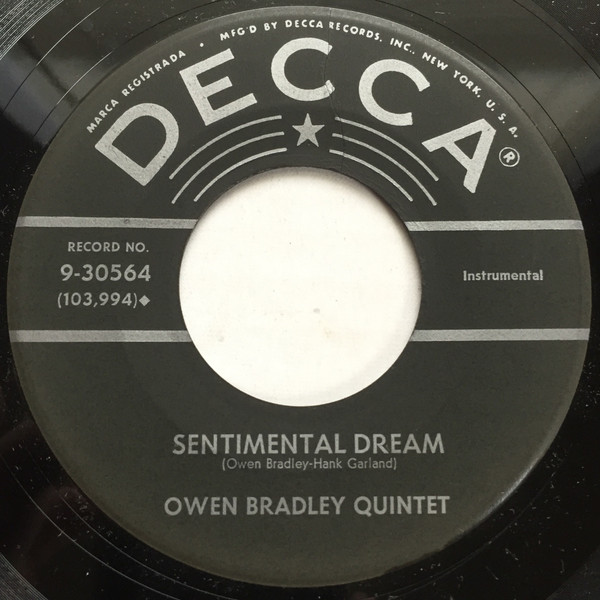 MARCA REGISTRADA • MFG'D BY DECCA RECORDS, INC., NEW YORK, U. S. A.
DECCA®
RECORD NO.
9-30564
(103,994)◆
Instrumental
SENTIMENTAL DREAM
(Owen Bradley-Hank Garland)
OWEN BRADLEY QUINTET